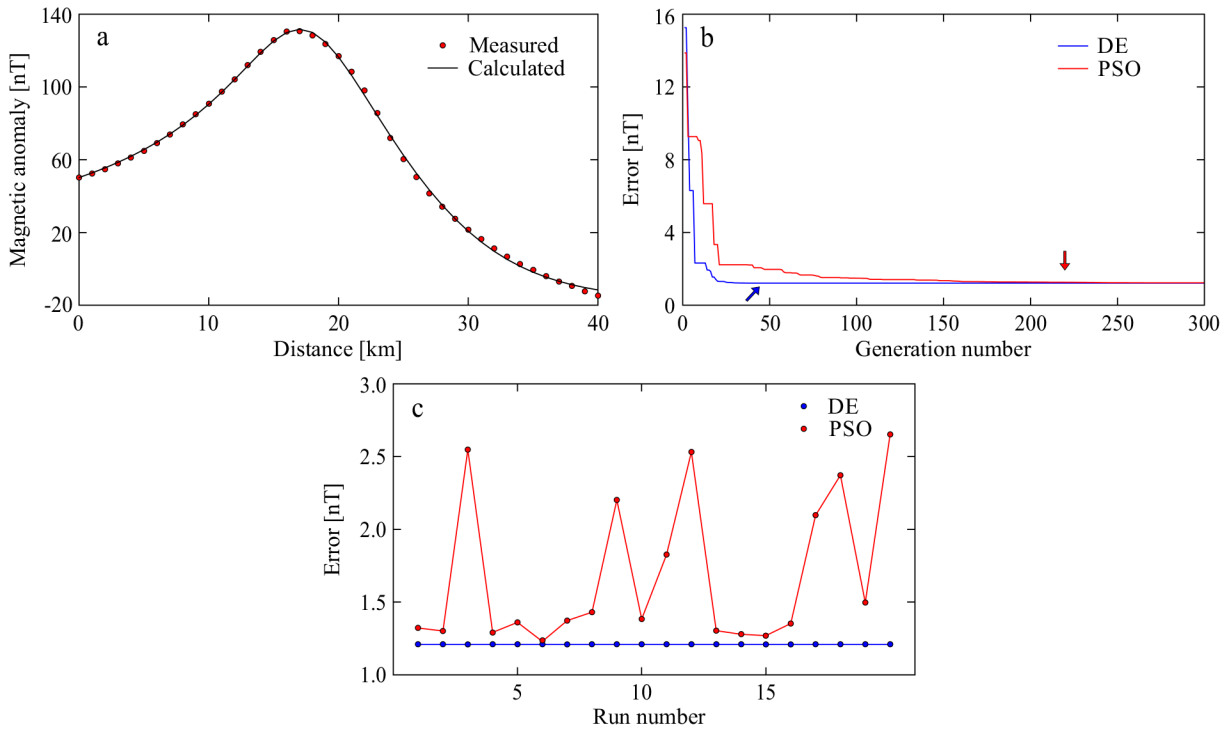 a
Measured
Calculated
140
100
60
20
-20
0
10
20
30
40
Magnetic anomaly [nT]
Distance [km]
b
DE
PSO
16
12
8
4
0
0
50
100
150
200
250
300
Error [nT]
Generation number
c
DE
PSO
3.0
2.5
2.0
1.5
1.0
5
10
15
Error [nT]
Run number